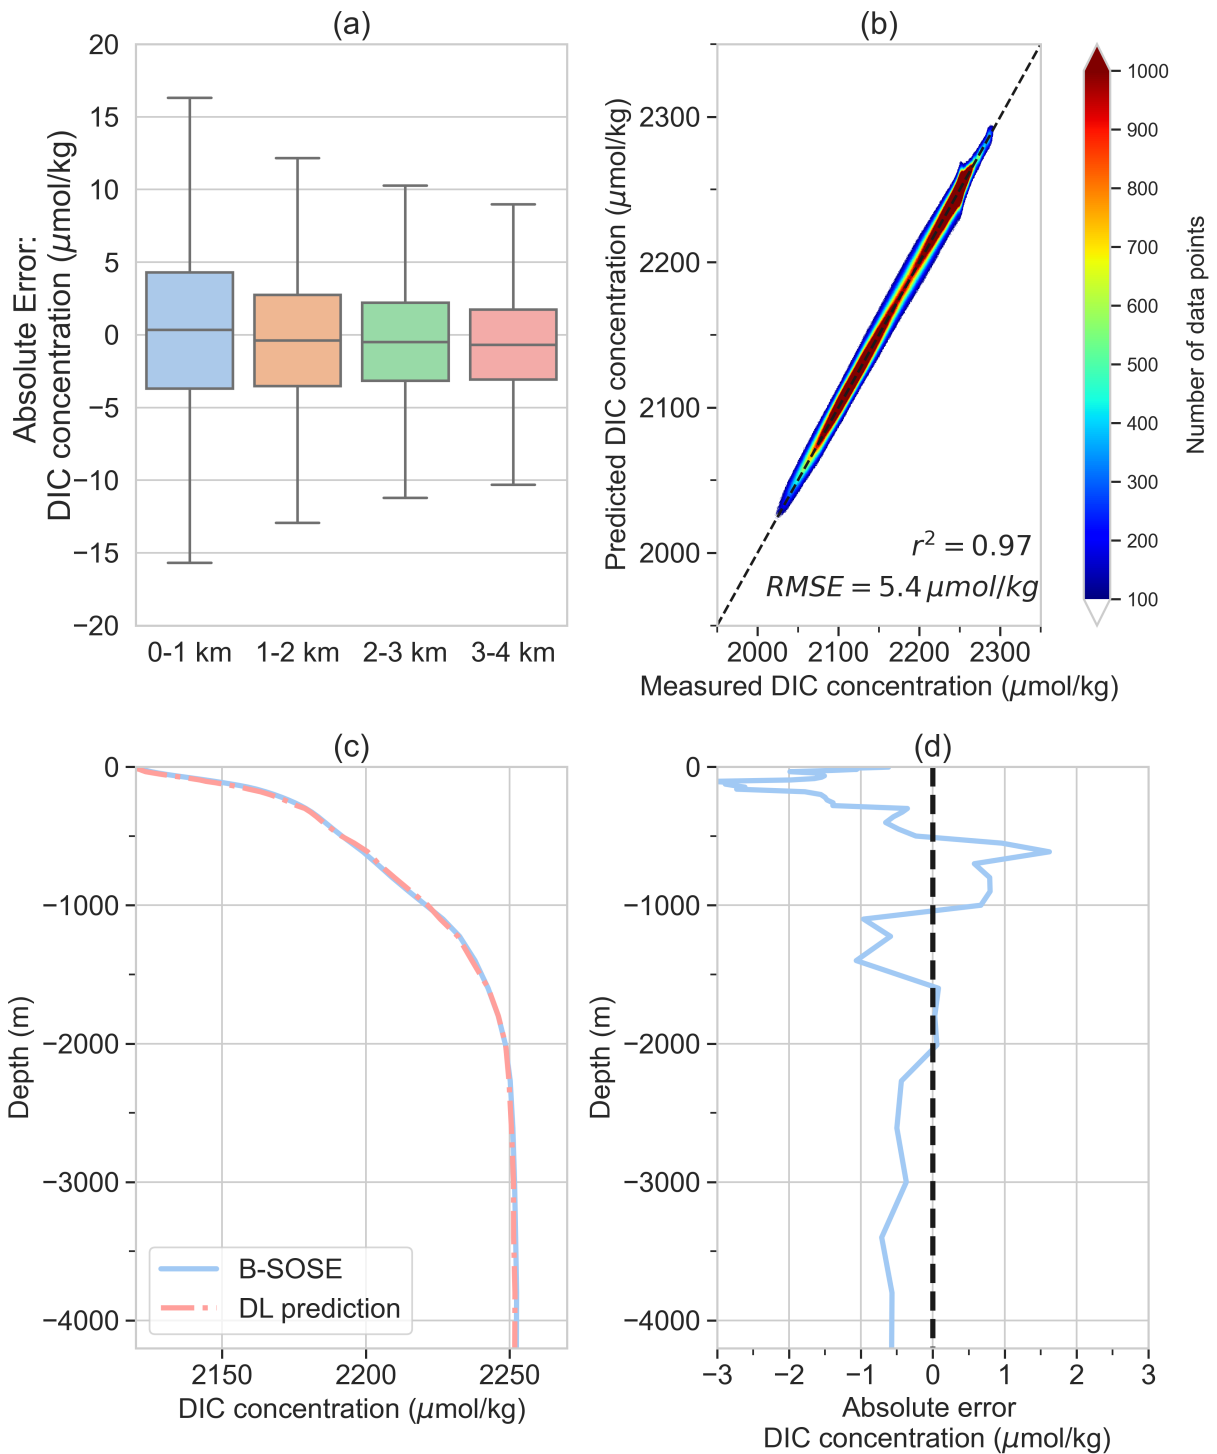 (a)
Absolute Error:
DIC concentration (μmol/kg)
20
15
10
5
0
−5
−10
−15
−20
0-1 km 1-2 km 2-3 km 3-4 km
(b)
Predicted DIC concentration (μmol/kg)
2300
2200
2100
2000
r² = 0.97
RMSE = 5.4 μmol/kg
2000 2100 2200 2300
Measured DIC concentration (μmol/kg)
1000
900
800
700
600
500
400
300
200
100
Number of data points
(c)
Depth (m)
0
−1000
−2000
−3000
−4000
B-SOSE
DL prediction
2150 2200 2250
DIC concentration (μmol/kg)
(d)
Depth (m)
0
−1000
−2000
−3000
−4000
−3 −2 −1 0 1 2 3
Absolute error
DIC concentration (μmol/kg)